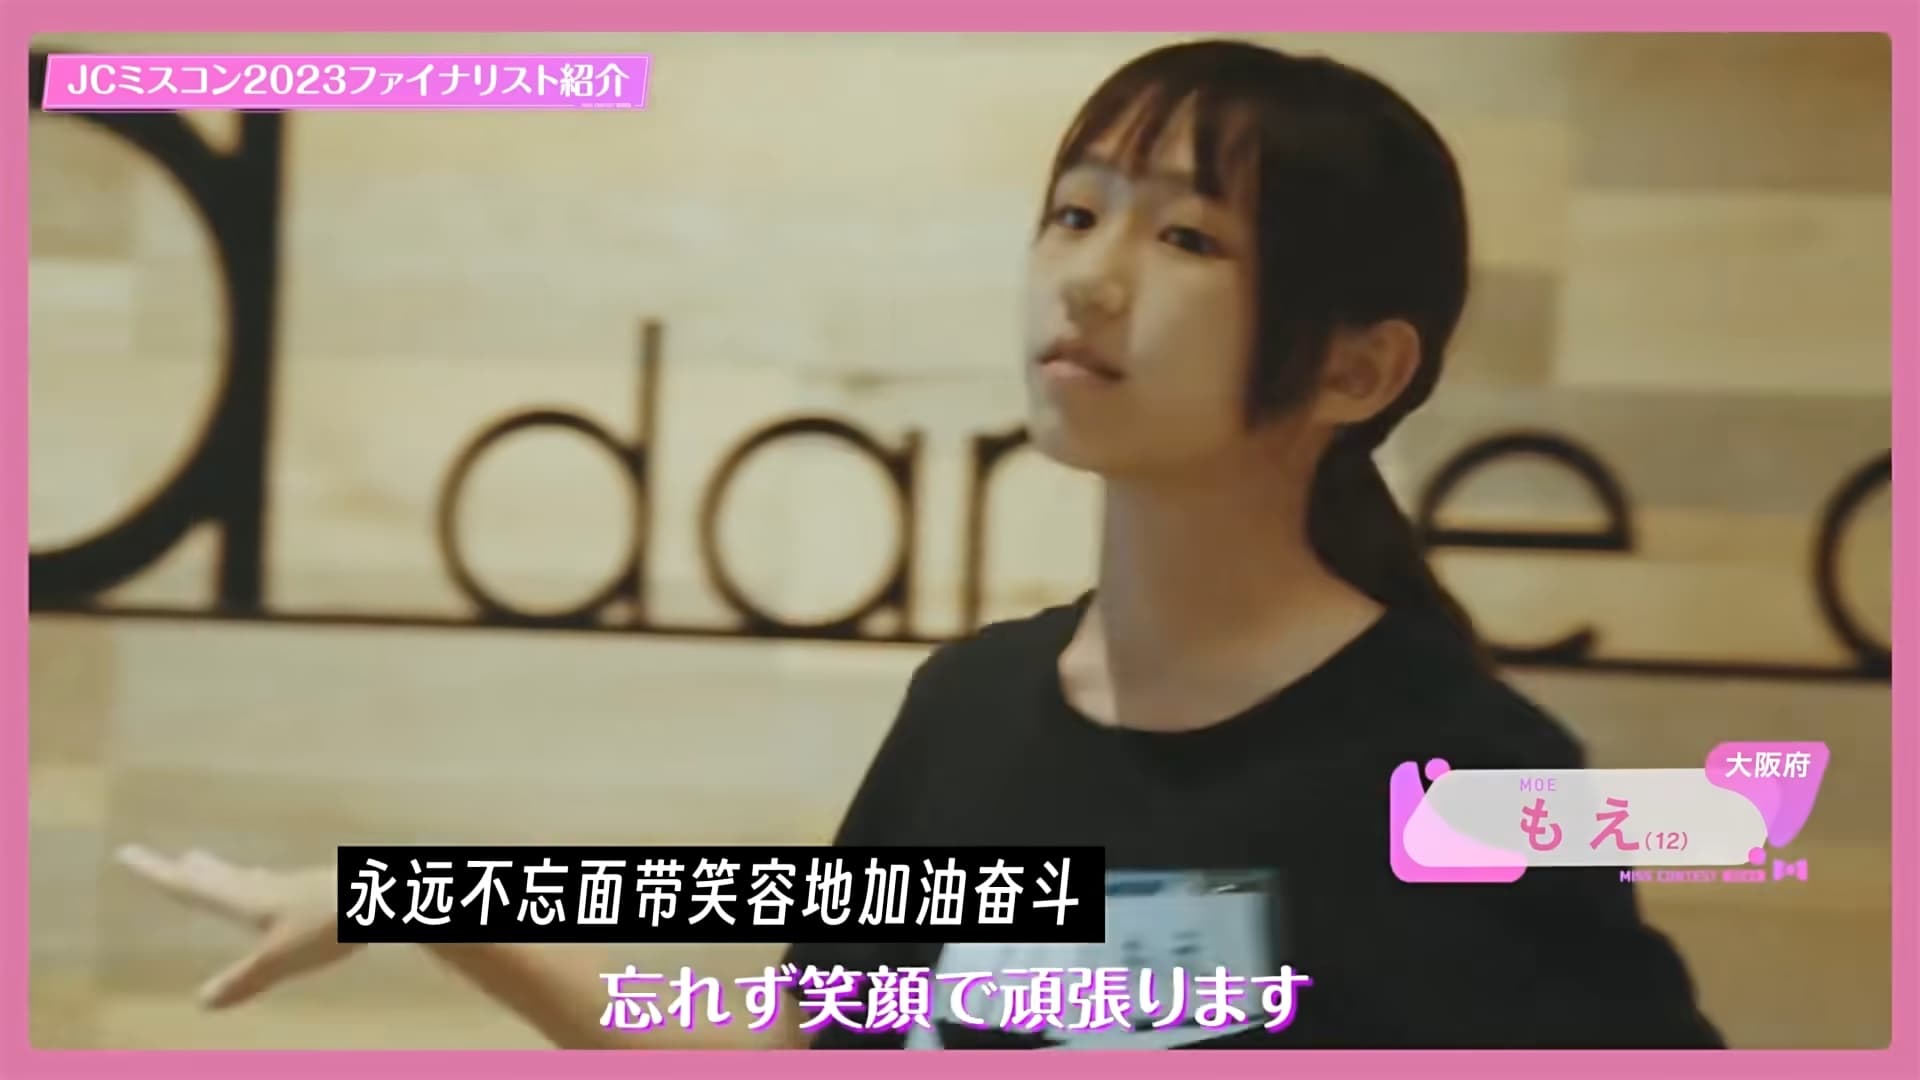 JCミスコン2023ファイナリスト紹介
dan e
大阪府
MOE
もえ(12)
MISS CONTEST
永远不忘面带笑容地加油奋斗
忘れず笑顔で頑張ります